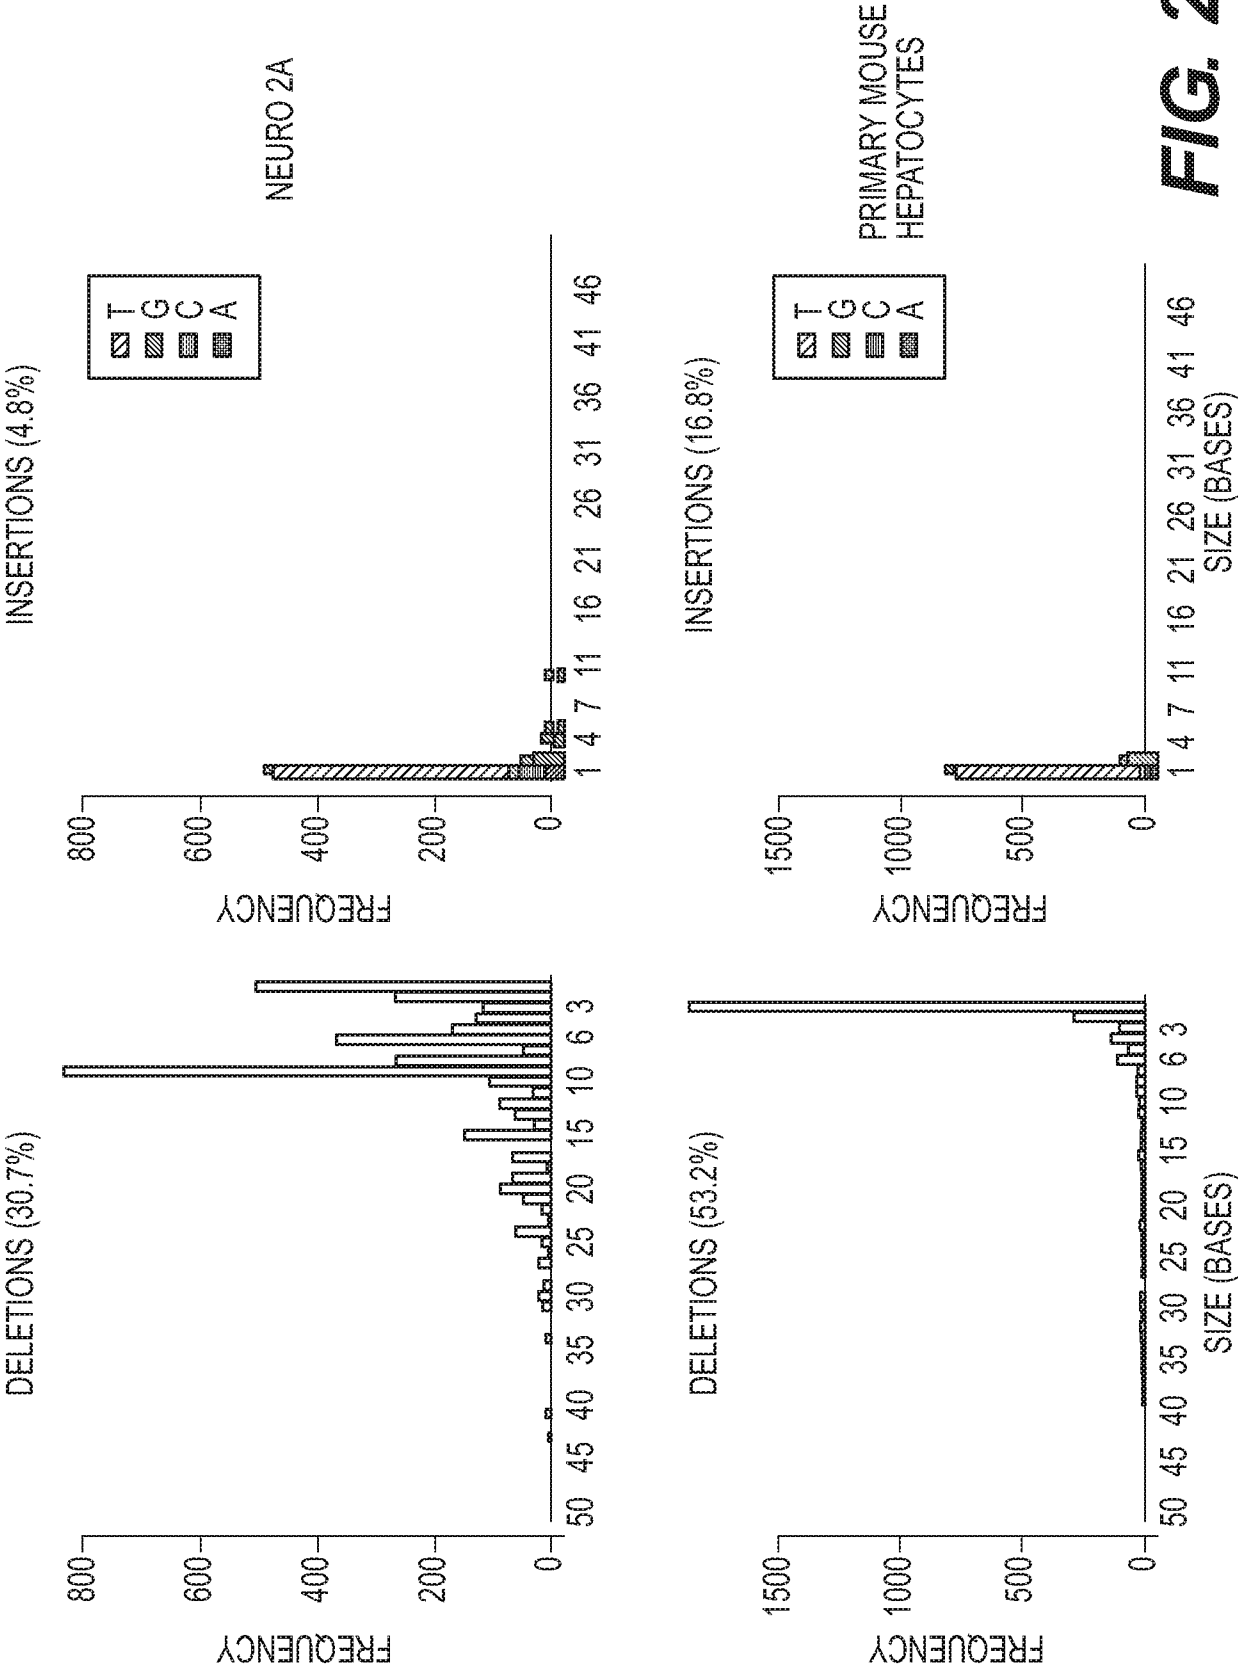 DELETIONS (30.7%)
FREQUENCY
800
600
400
200
0
50 45 40 35 30 25 20 15 10 6 3
INSERTIONS (4.8%)
FREQUENCY
800
600
400
200
0
1 4 7 11 16 21 26 31 36 41 46
T
G
C
A
NEURO 2A
DELETIONS (53.2%)
FREQUENCY
1500
1000
500
0
50 45 40 35 30 25 20 15 10 6 3
SIZE (BASES)
INSERTIONS (16.8%)
FREQUENCY
1500
1000
500
0
1 4 7 11 16 21 26 31 36 41 46
SIZE (BASES)
T
G
C
A
PRIMARY MOUSE
HEPATOCYTES
FIG. 2